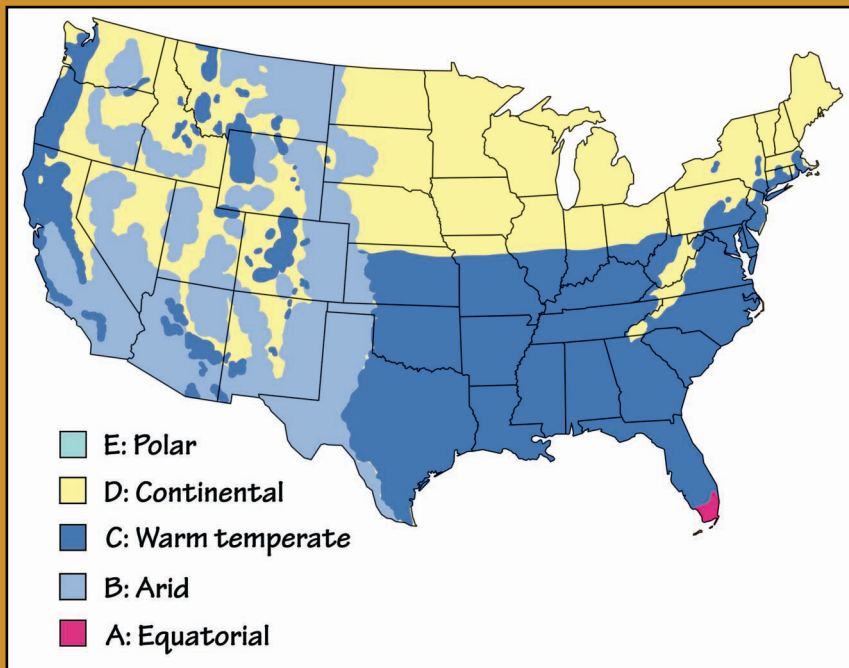 E: Polar
D: Continental
C: Warm temperate
B: Arid
A: Equatorial